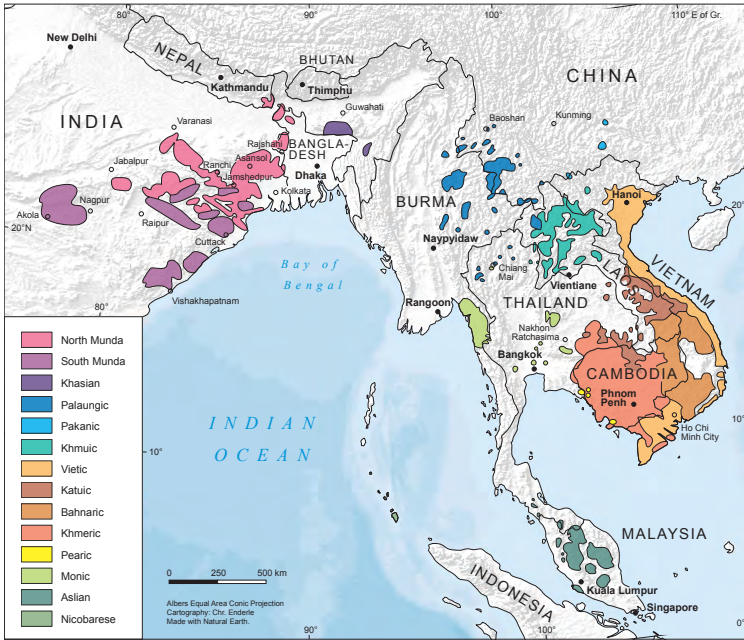 80°
90°
100°
110° E of Gr.
New Delhi
NEPAL
BHUTAN
CHINA
Kathmandu
Thimphu
INDIA
Guwahati
Baoshan
Kunming
Varanasi
BANGLA-
DESH
Rajshahi
Jabalpur
Ranchi
Asansol
Dhaka
Jamshedpur
Kolkata
BURMA
Hanoi
20°
Nagpur
Akola
20°N
Raipur
Cuttack
Naypyidaw
LAOS
VIETNAM
Bay of
Bengal
Chiang
Mai
Vientiane
Vishakhapatnam
80°
Rangoon
THAILAND
Nakhon
Ratchasima
Bangkok
CAMBODIA
Phnom
Penh
10°
Ho Chi
Minh City
INDIAN
OCEAN
10°
North Munda
South Munda
Khasian
Palaungic
Pakanic
Khmuic
Vietic
Katuic
Bahnaric
Khmeric
Pearic
Monic
Aslian
Nicobarese
MALAYSIA
INDONESIA
Kuala Lumpur
Singapore
0 250 500 km
Albers Equal Area Conic Projection
Cartography: Chr. Enderle
Made with Natural Earth.
90°
100°
0°